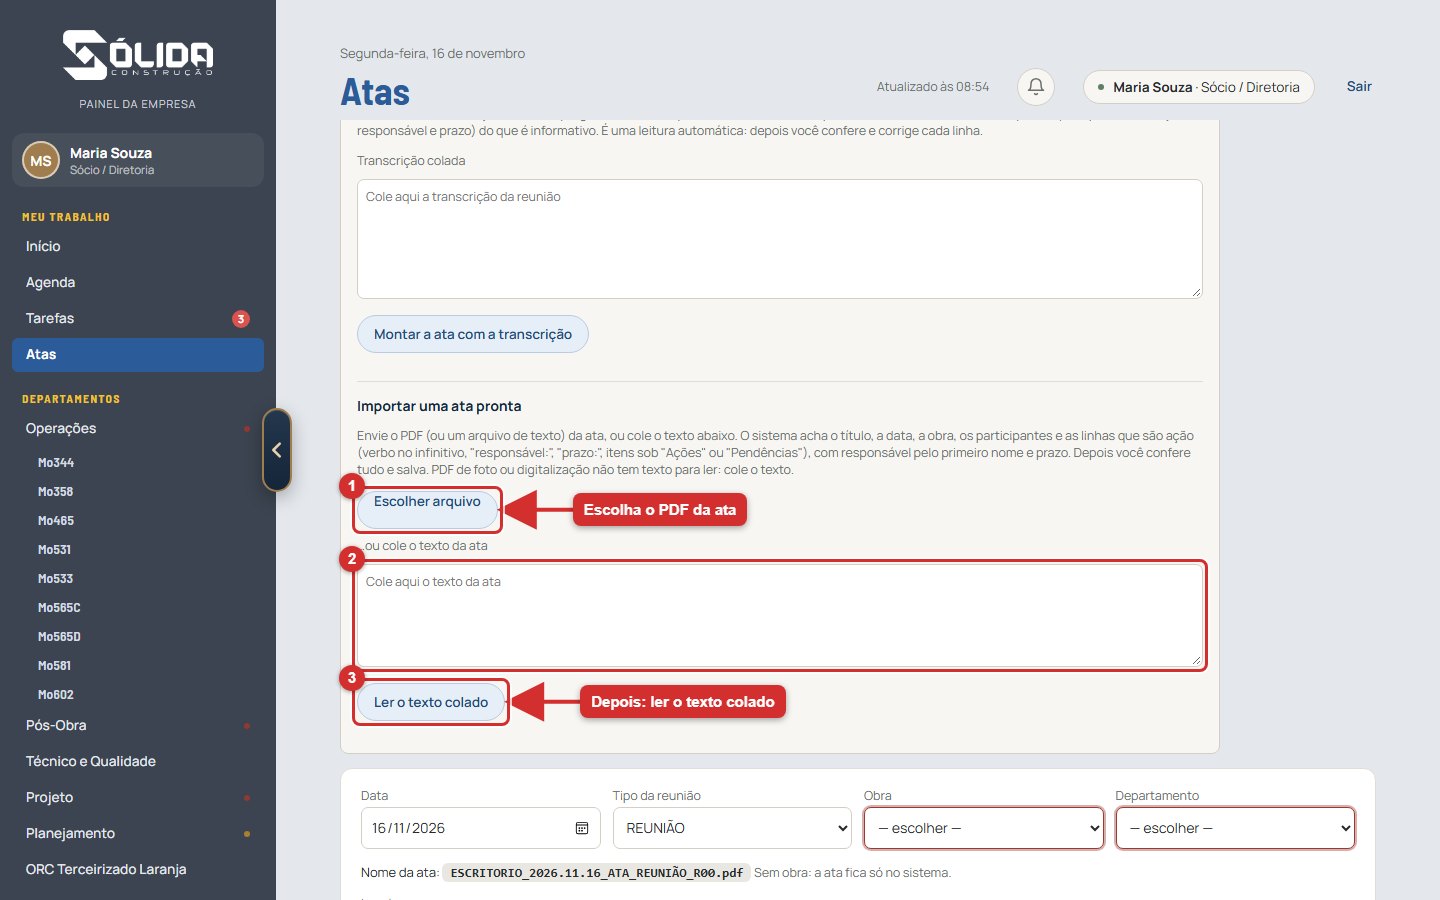 SÓLIDA
CONSTRUÇÃO
PAINEL DA EMPRESA
MS
Maria Souza
Sócio / Diretoria
MEU TRABALHO
Início
Agenda
Tarefas
3
Atas
DEPARTAMENTOS
Operações
Mo344
Mo358
Mo465
Mo531
Mo533
Mo565C
Mo565D
Mo581
Mo602
Pós-Obra
Técnico e Qualidade
Projeto
Planejamento
ORC Terceirizado Laranja
Segunda-feira, 16 de novembro
Atas
Atualizado às 08:54
Maria Souza · Sócio / Diretoria
Sair
responsável e prazo) do que é informativo. É uma leitura automática: depois você confere e corrige cada linha.
Transcrição colada
Cole aqui a transcrição da reunião
Montar a ata com a transcrição
Importar uma ata pronta
Envie o PDF (ou um arquivo de texto) da ata, ou cole o texto abaixo. O sistema acha o título, a data, a obra, os participantes e as linhas que são ação
(verbo no infinitivo, "responsável:", "prazo:", itens sob "Ações" ou "Pendências"), com responsável pelo primeiro nome e prazo. Depois você confere
tudo e salva. PDF de foto ou digitalização não tem texto para ler: cole o texto.
1
Escolher arquivo
Escolha o PDF da ata
ou cole o texto da ata
2
Cole aqui o texto da ata
3
Ler o texto colado
Depois: ler o texto colado
Data
Tipo da reunião
Obra
Departamento
16/11/2026
REUNIÃO
— escolher —
— escolher —
Nome da ata: ESCRITORIO_2026.11.16_ATA_REUNIÃO_R00.pdf Sem obra: a ata fica só no sistema.